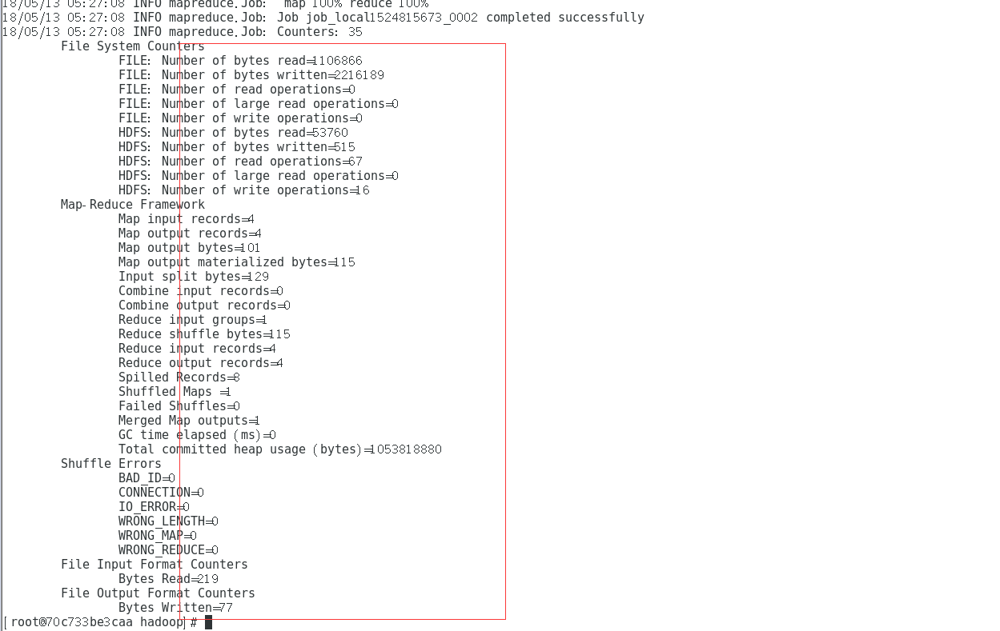 18/05/13 05:27:08 INFO mapreduce.Job:  map 100% reduce 100%
18/05/13 05:27:08 INFO mapreduce.Job: Job job_local1524815673_0002 completed successfully
18/05/13 05:27:08 INFO mapreduce.Job: Counters: 35
File System Counters
FILE: Number of bytes read=1106866
FILE: Number of bytes written=2216189
FILE: Number of read operations=0
FILE: Number of large read operations=0
FILE: Number of write operations=0
HDFS: Number of bytes read=53760
HDFS: Number of bytes written=515
HDFS: Number of read operations=67
HDFS: Number of large read operations=0
HDFS: Number of write operations=16
Map-Reduce Framework
Map input records=4
Map output records=4
Map output bytes=101
Map output materialized bytes=115
Input split bytes=129
Combine input records=0
Combine output records=0
Reduce input groups=1
Reduce shuffle bytes=115
Reduce input records=4
Reduce output records=4
Spilled Records=8
Shuffled Maps =1
Failed Shuffles=0
Merged Map outputs=1
GC time elapsed (ms)=0
Total committed heap usage (bytes)=1053818880
Shuffle Errors
BAD_ID=0
CONNECTION=0
IO_ERROR=0
WRONG_LENGTH=0
WRONG_MAP=0
WRONG_REDUCE=0
File Input Format Counters
Bytes Read=219
File Output Format Counters
Bytes Written=77
[root@70c733be3caa hadoop]#